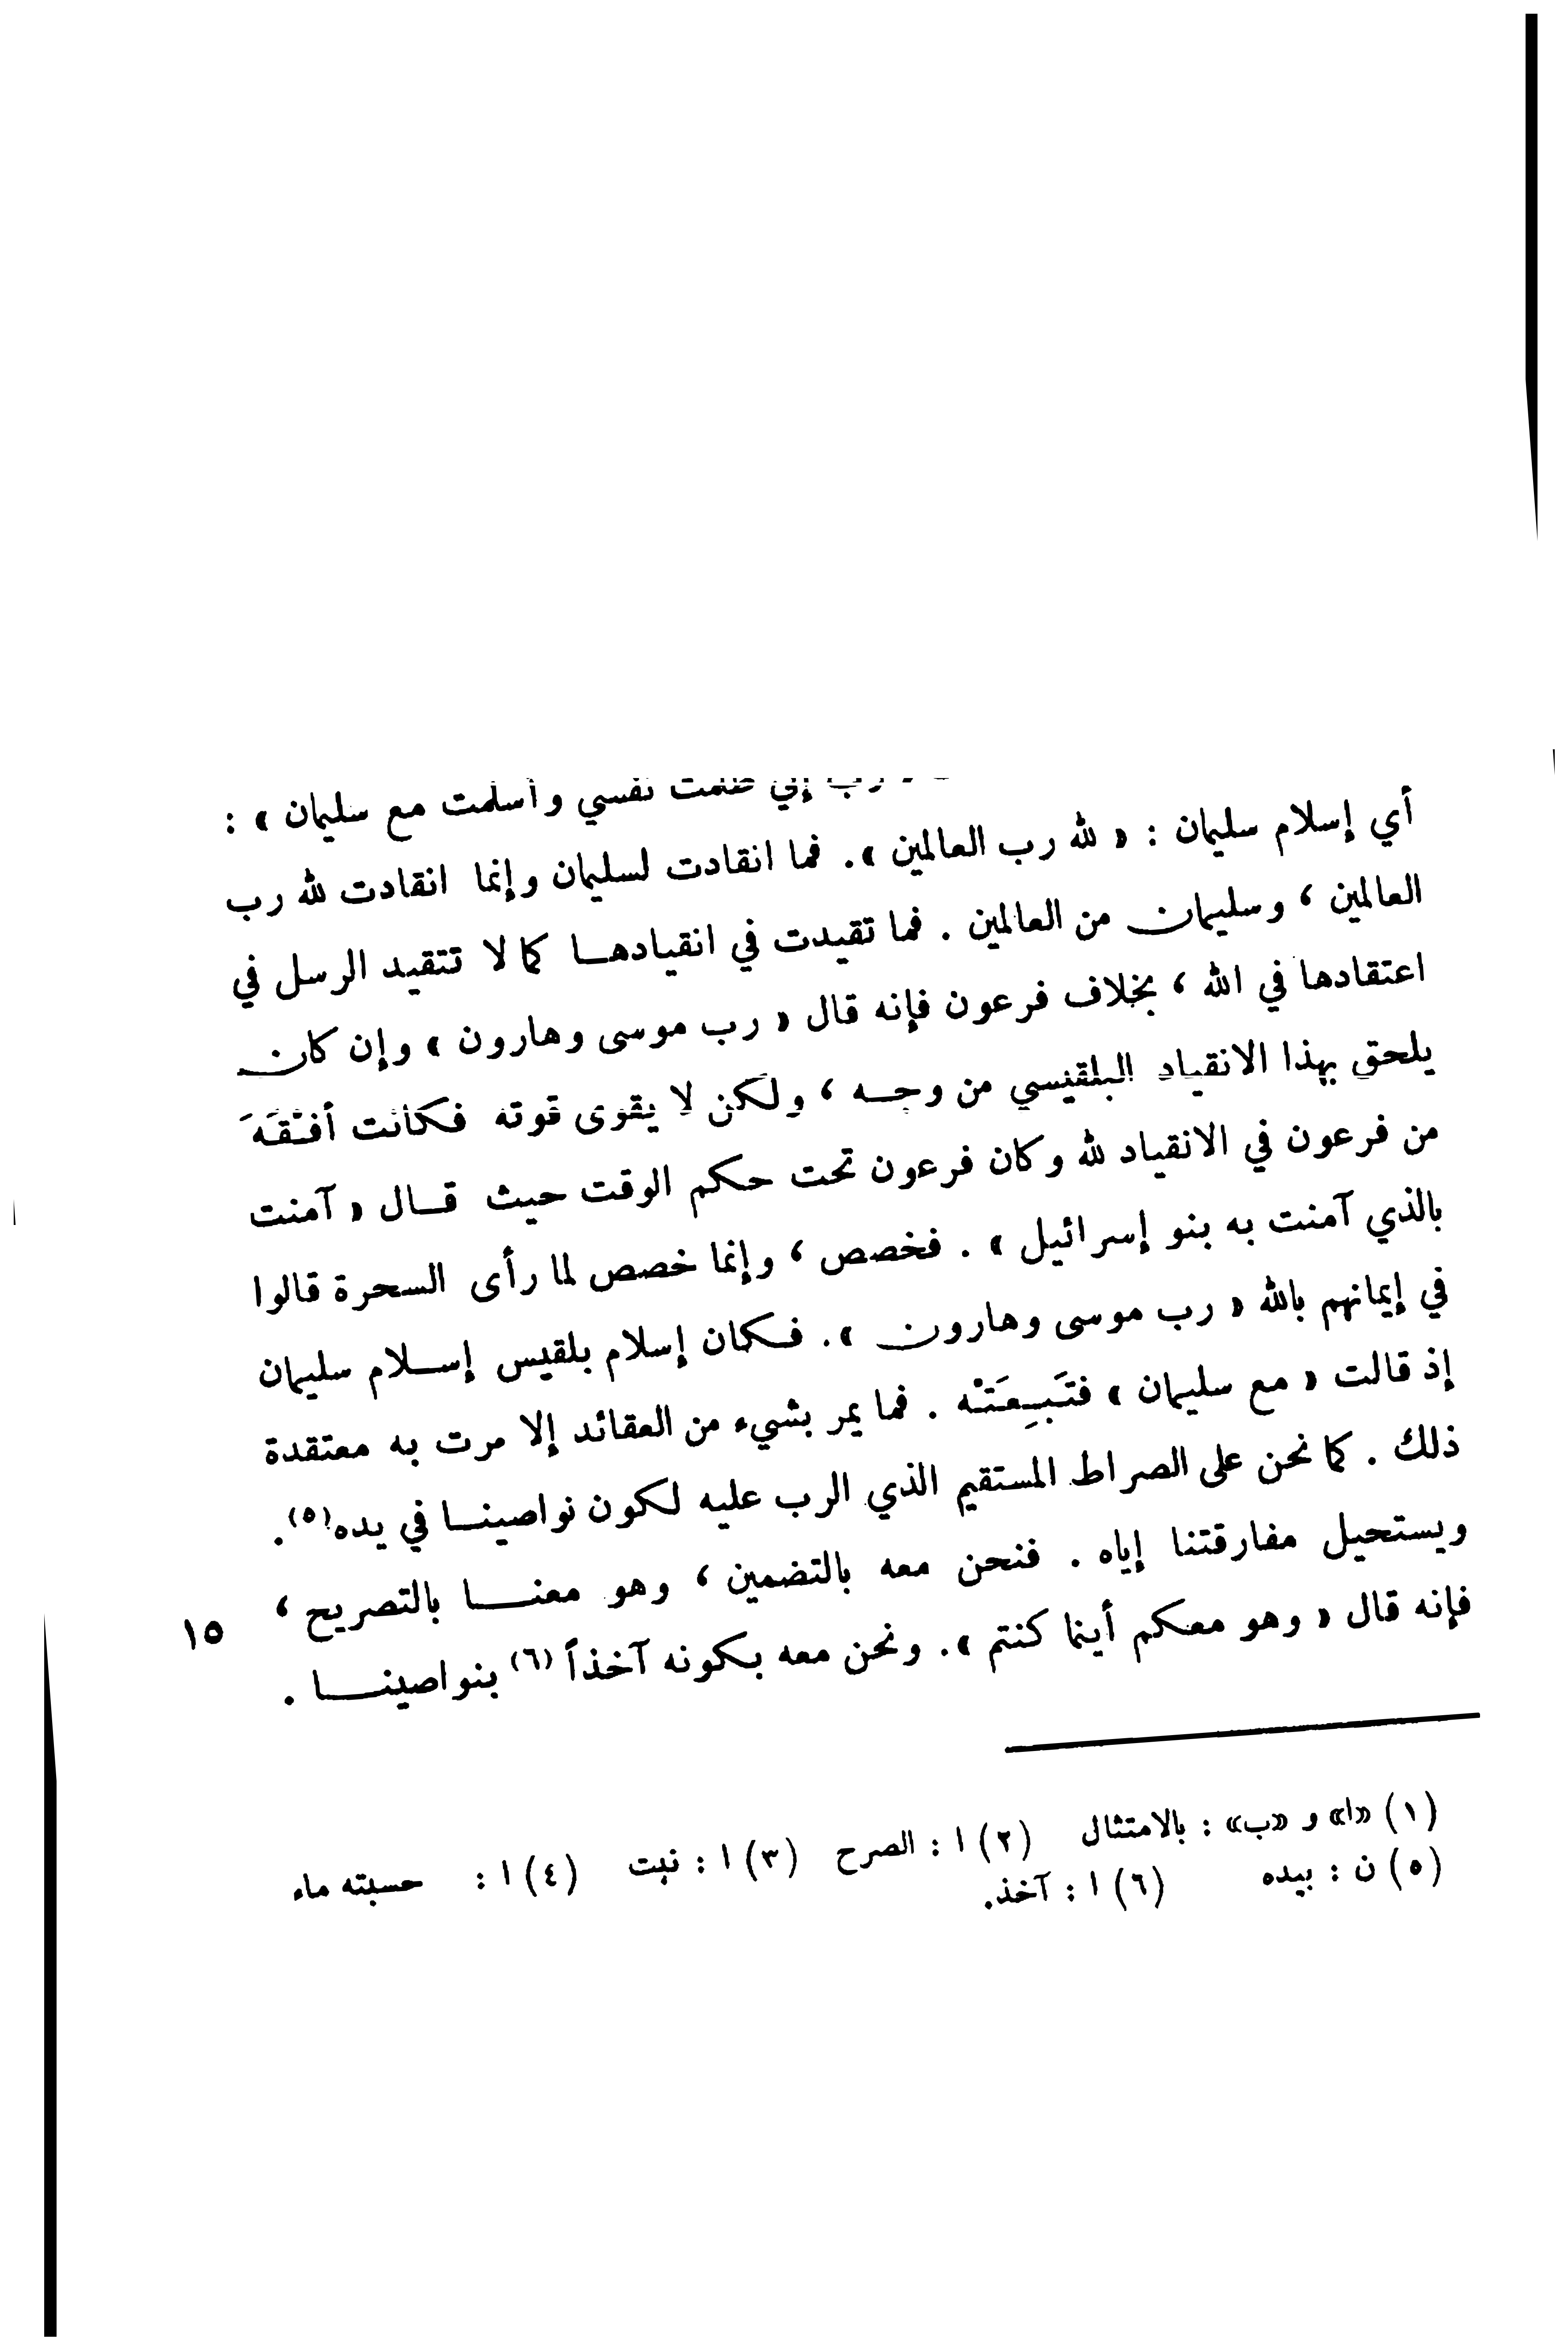 رب إني ظلمت نفسي وأسلمت مع سليمان » :
أي إسلام سليمان : « لله رب العالمين ». فما انقادت لسليمان وإنما انقادت لله رب
العالمين ، وسليمان من العالمين . فما تقيدت في انقيادها كما لا تتقيد الرسل في
اعتقادها في الله ، بخلاف فرعون فإنه قال « رب موسى وهارون » وإن كان
يلحق بهذا الانقياد البلقيسي من وجه ، ولكن لا يقوى قوته فكانت أفقَهَ
من فرعون في الانقياد لله وكان فرعون تحت حكم الوقت حيث قال « آمنت
بالذي آمنت به بنو إسرائيل » . فخصص ، وإنما خصص لما رأى السحرة قالوا
في إيمانهم بالله « رب موسى وهارون ». فكان إسلام بلقيس إسلام سليمان
إذ قالت « مع سليمان » فتَبِعَتْه . فما يمر بشيء من العقائد إلا مرت به معتقدة
ذلك . كما نحن على الصراط المستقيم الذي الرب عليه لكون نواصينا في يده(٥).
ويستحيل مفارقتنا إياه . فنحن معه بالتضمين ، وهو معنا بالتصريح ،
١٥
فإنه قال « وهو معكم أينما كنتم ». ونحن معه بكونه آخذاً (٦) بنواصينا .
(١) «ا» و «ب» : بالامتثال (٢) ا : الصرح (٣) ا : نبت (٤) ا : حسبته ماء
(٥) ن : بيده (٦) ا : آخذ.